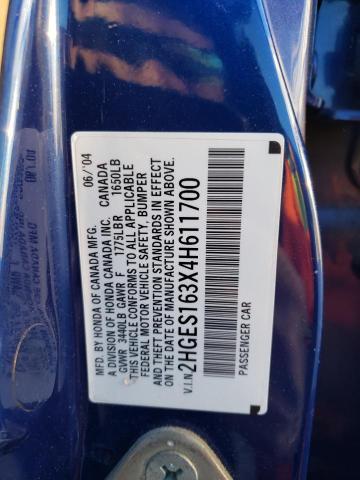 MFD. BY HONDA OF CANADA MFG. 06/'04
A DIVISION OF HONDA CANADA INC. CANADA
GVWR 3440LB GAWR F 1775LBR 1690LB
THIS VEHICLE CONFORMS TO ALL APPLICABLE
FEDERAL MOTOR VEHICLE SAFETY, BUMPER
AND THEFT PREVENTION STANDARDS IN EFFECT
ON THE DATE OF MANUFACTURE SHOWN ABOVE.
V.I.N 2HGES163X4H611700
PASSENGER CAR